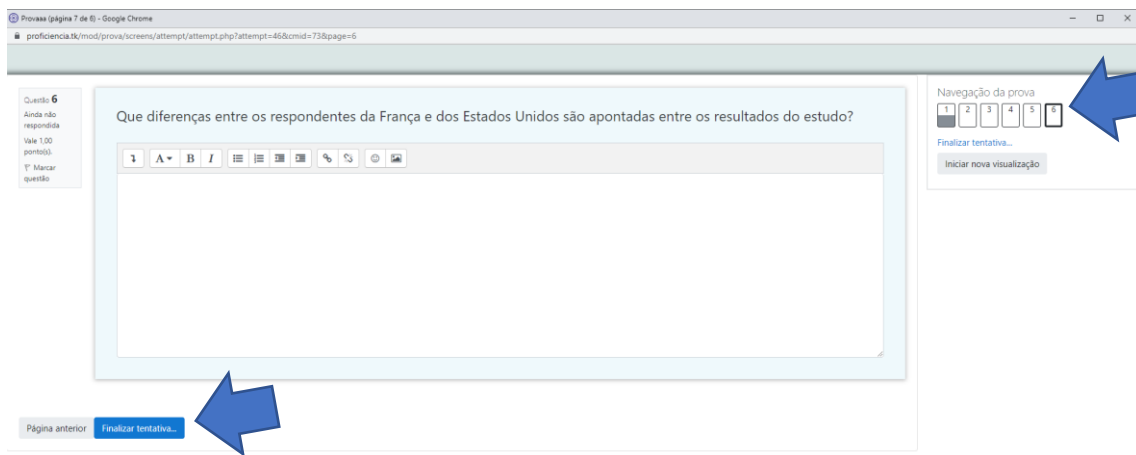 Provaaa (página 7 de 6) - Google Chrome
proficiencia.tk/mod/prova/screens/attempt/attempt.php?attempt=46&cmid=73&page=6
Questão 6
Ainda não
respondida
Vale 1,00
ponto(s).
Marcar
questão
Que diferenças entre os respondentes da França e dos Estados Unidos são apontadas entre os resultados do estudo?
A B I
Navegação da prova
1 2 3 4 5 6
Finalizar tentativa...
Iniciar nova visualização
Página anterior Finalizar tentativa...